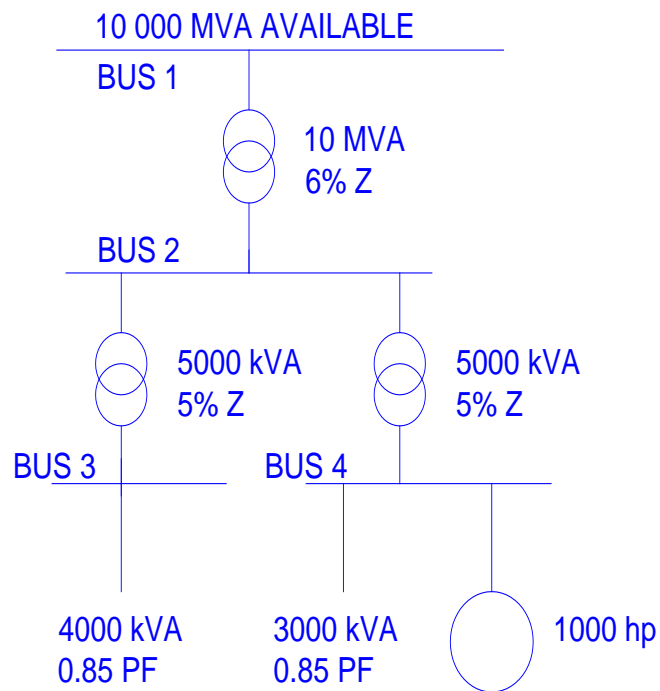 10 000 MVA AVAILABLE
BUS 1
10 MVA
6% Z
BUS 2
5000 kVA
5% Z
5000 kVA
5% Z
BUS 3
BUS 4
4000 kVA
0.85 PF
3000 kVA
0.85 PF
1000 hp